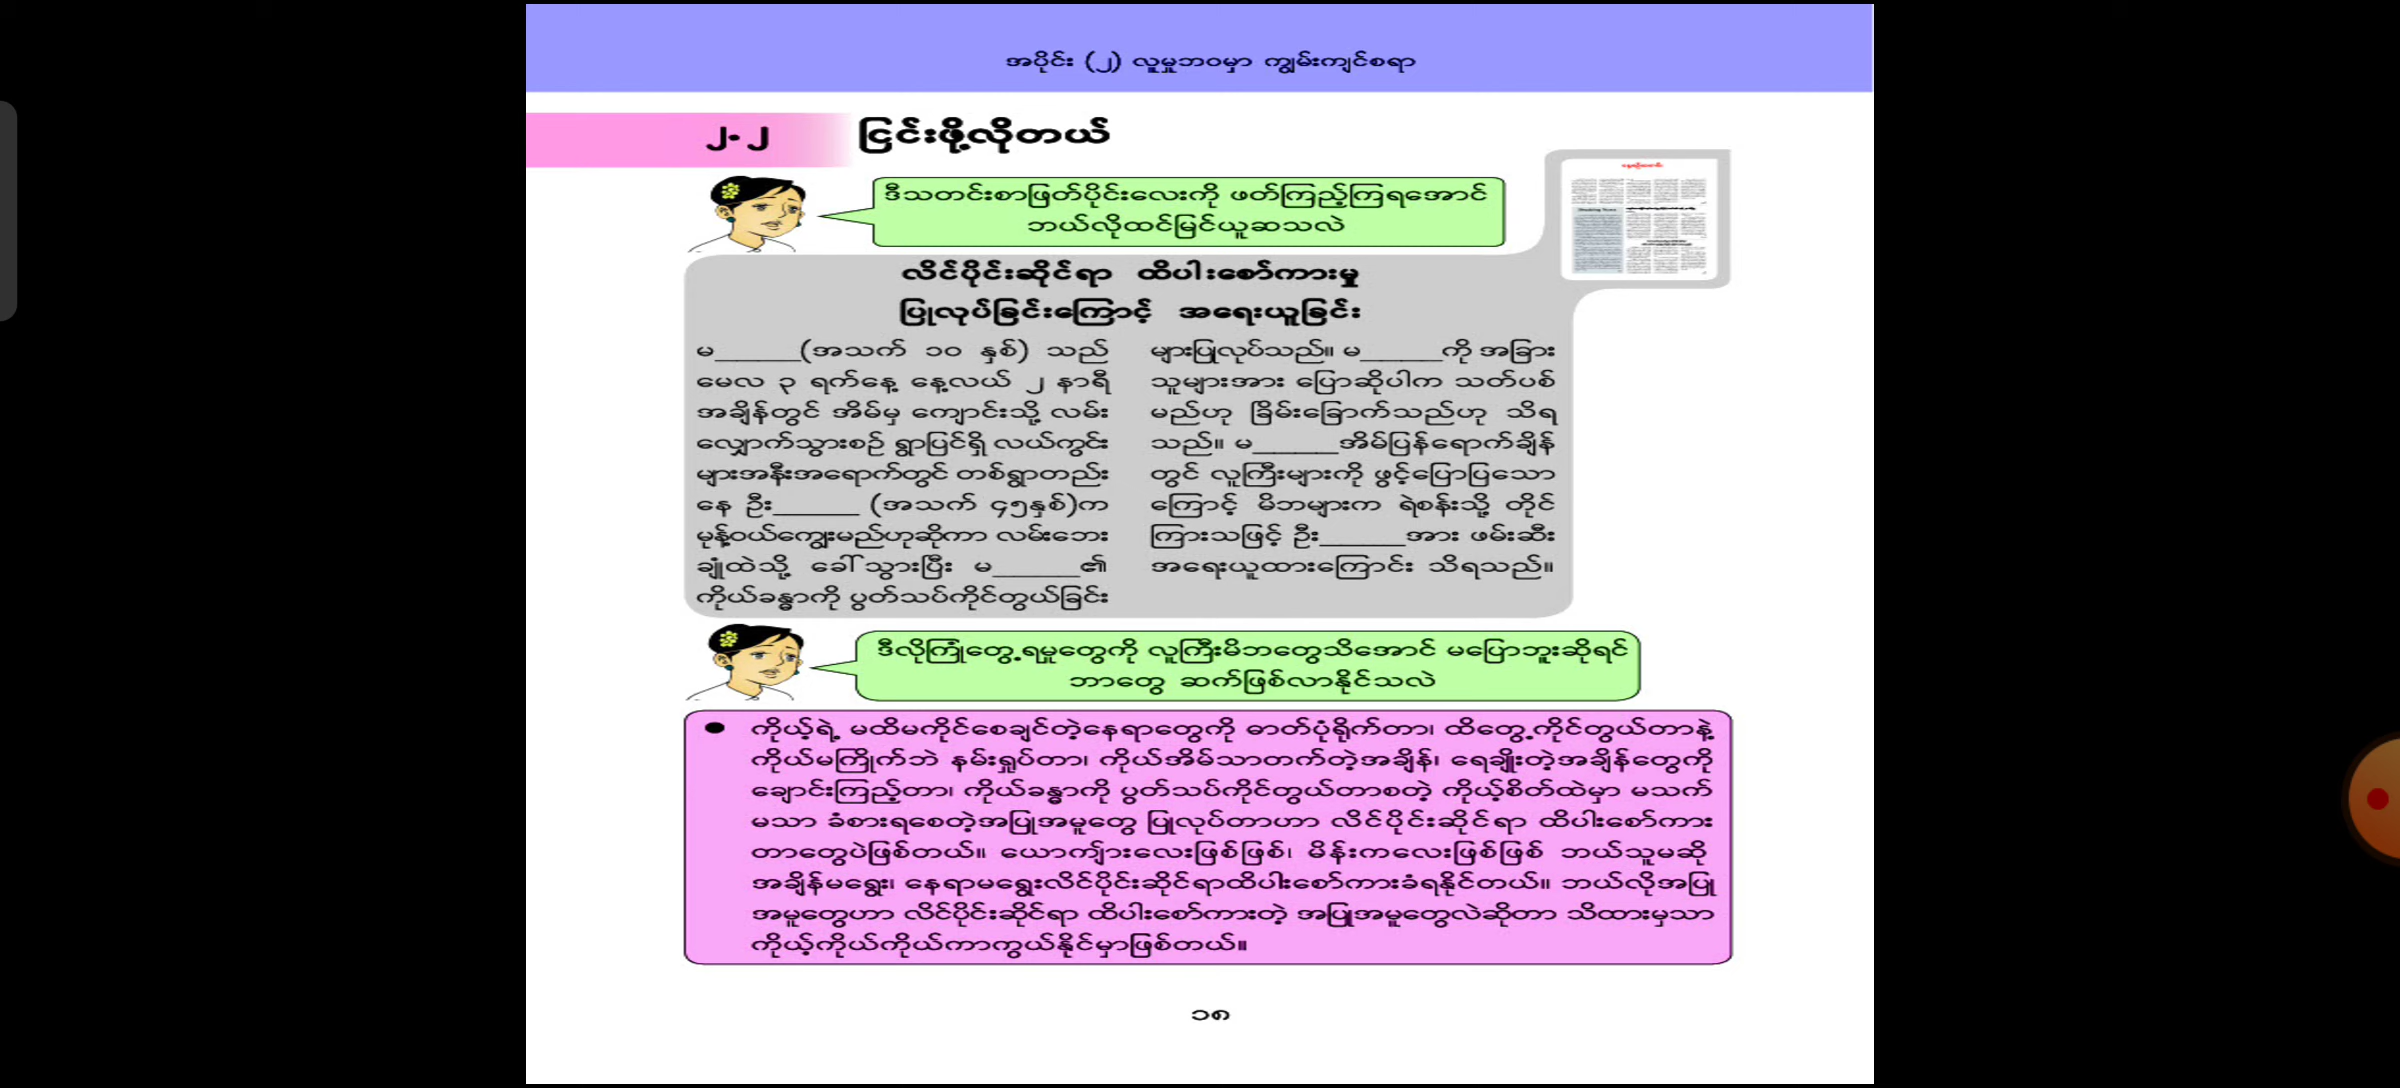 အပိုင်း (၂) လူမှုဘဝမှာ ကျွမ်းကျင်စရာ
၂.၂ ငြင်းဖို့လိုတယ်
ဒီသတင်းစာဖြတ်ပိုင်းလေးကို ဖတ်ကြည့်ကြရအောင်
ဘယ်လိုထင်မြင်ယူဆသလဲ
လိင်ပိုင်းဆိုင်ရာ ထိပါးစော်ကားမှု
ပြုလုပ်ခြင်းကြောင့် အရေးယူခြင်း
မ______(အသက် ၁၀ နှစ်) သည်
မေလ ၃ ရက်နေ့ နေ့လယ် ၂ နာရီ
အချိန်တွင် အိမ်မှ ကျောင်းသို့ လမ်း
လျှောက်သွားစဉ် ရွာပြင်ရှိ လယ်ကွင်း
များအနီးအရောက်တွင် တစ်ရွာတည်း
နေ ဦး______ (အသက် ၄၅နှစ်)က
မုန့်ဝယ်ကျွေးမည်ဟုဆိုကာ လမ်းဘေး
ချုံထဲသို့ ခေါ်သွားပြီး မ______၏
ကိုယ်ခန္ဓာကို ပွတ်သပ်ကိုင်တွယ်ခြင်း
များပြုလုပ်သည်။ မ______ကို အခြား
သူများအား ပြောဆိုပါက သတ်ပစ်
မည်ဟု ခြိမ်းခြောက်သည်ဟု သိရ
သည်။ မ______အိမ်ပြန်ရောက်ချိန်
တွင် လူကြီးများကို ဖွင့်ပြောပြသော
ကြောင့် မိဘများက ရဲစန်းသို့ တိုင်
ကြားသဖြင့် ဦး______အား ဖမ်းဆီး
အရေးယူထားကြောင်း သိရသည်။
ဒီလိုကြုံတွေ့ရမှုတွေကို လူကြီးမိဘတွေသိအောင် မပြောဘူးဆိုရင်
ဘာတွေ ဆက်ဖြစ်လာနိုင်သလဲ
● ကိုယ့်ရဲ့ မထိမကိုင်စေချင်တဲ့နေရာတွေကို ဓာတ်ပုံရိုက်တာ၊ ထိတွေ့ကိုင်တွယ်တာနဲ့
ကိုယ်မကြိုက်ဘဲ နမ်းရှုပ်တာ၊ ကိုယ်အိမ်သာတက်တဲ့အချိန်၊ ရေချိုးတဲ့အချိန်တွေကို
ချောင်းကြည့်တာ၊ ကိုယ်ခန္ဓာကို ပွတ်သပ်ကိုင်တွယ်တာစတဲ့ ကိုယ့်စိတ်ထဲမှာ မသက်
မသာ ခံစားရစေတဲ့အပြုအမူတွေ ပြုလုပ်တာဟာ လိင်ပိုင်းဆိုင်ရာ ထိပါးစော်ကား
တာတွေပဲဖြစ်တယ်။ ယောကျ်ားလေးဖြစ်ဖြစ်၊ မိန်းကလေးဖြစ်ဖြစ် ဘယ်သူမဆို
အချိန်မရွေး၊ နေရာမရွေးလိင်ပိုင်းဆိုင်ရာထိပါးစော်ကားခံရနိုင်တယ်။ ဘယ်လိုအပြု
အမူတွေဟာ လိင်ပိုင်းဆိုင်ရာ ထိပါးစော်ကားတဲ့ အပြုအမူတွေလဲဆိုတာ သိထားမှသာ
ကိုယ့်ကိုယ်ကိုယ်ကာကွယ်နိုင်မှာဖြစ်တယ်။
၁၈